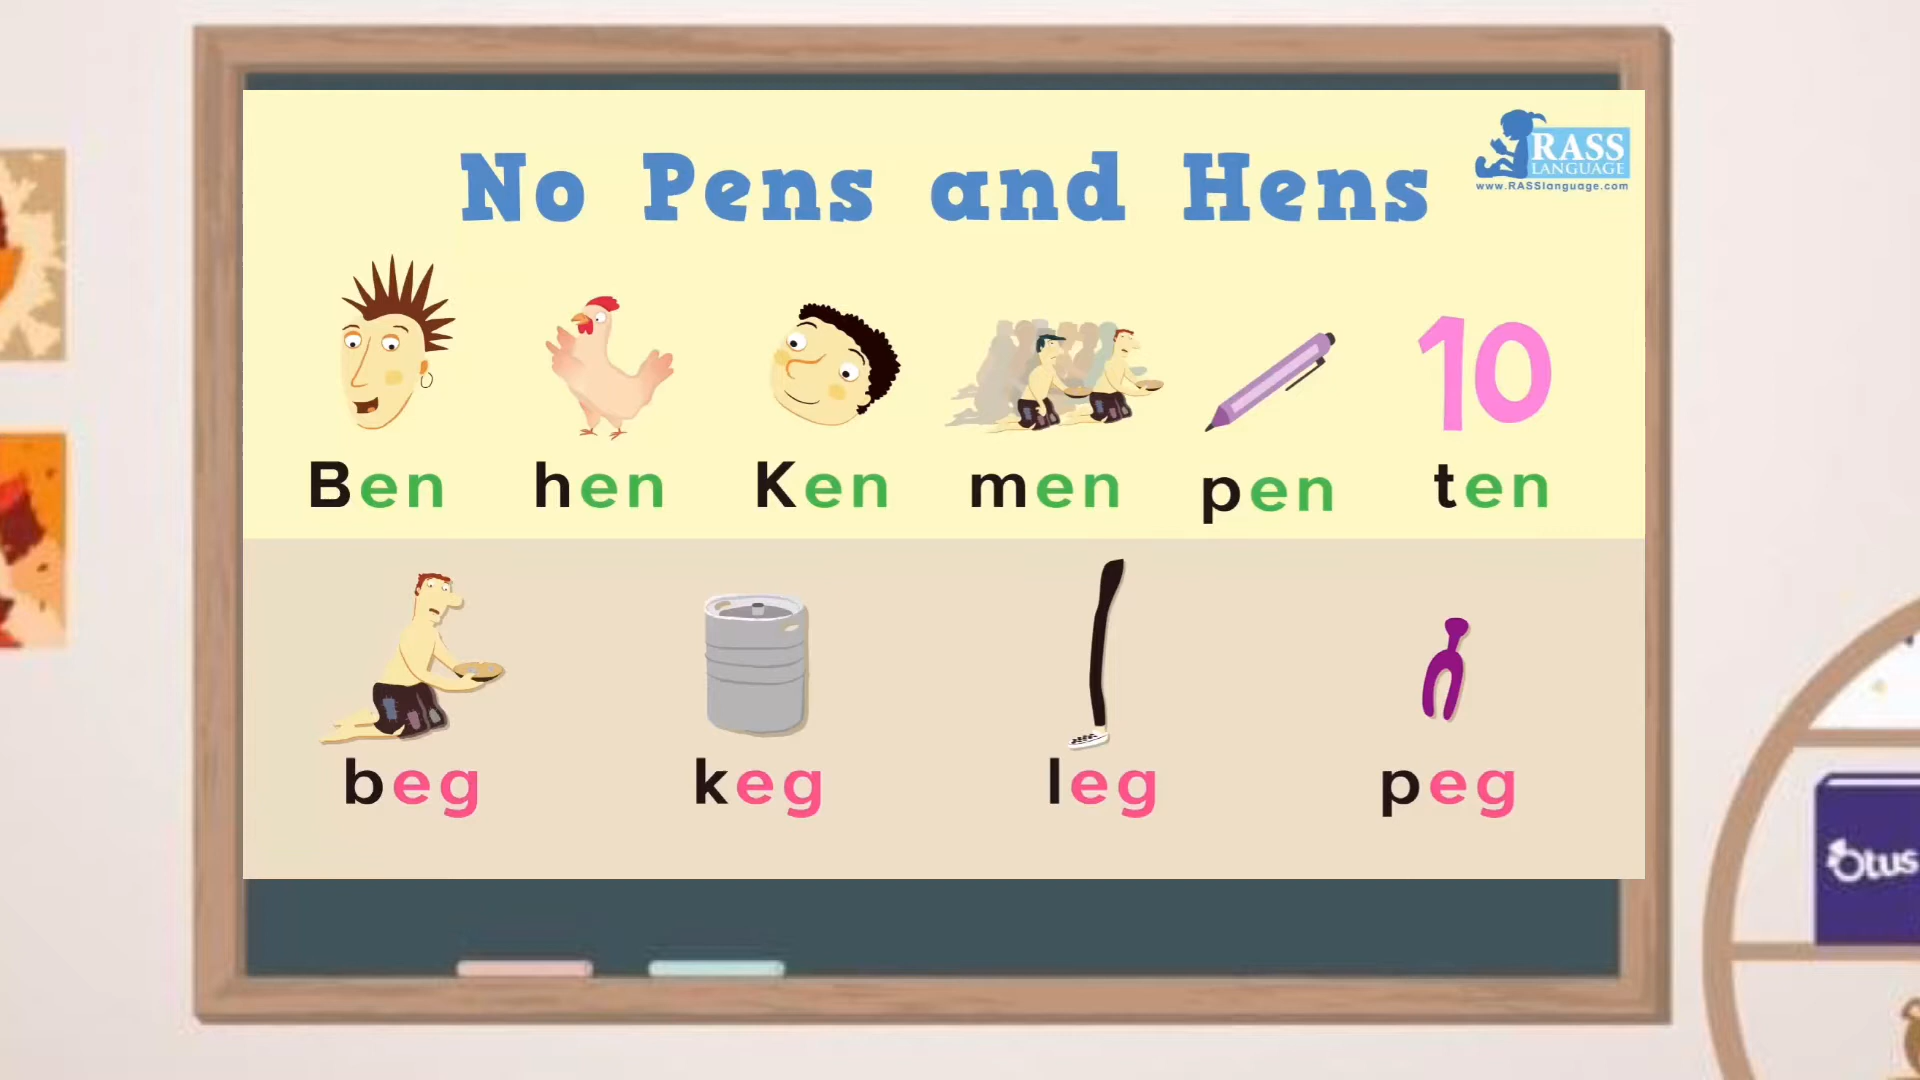 No Pens and Hens
RASS
LANGUAGE
www.RASSlanguage.com
10
Ben hen Ken men pen ten
beg keg leg peg
Otus